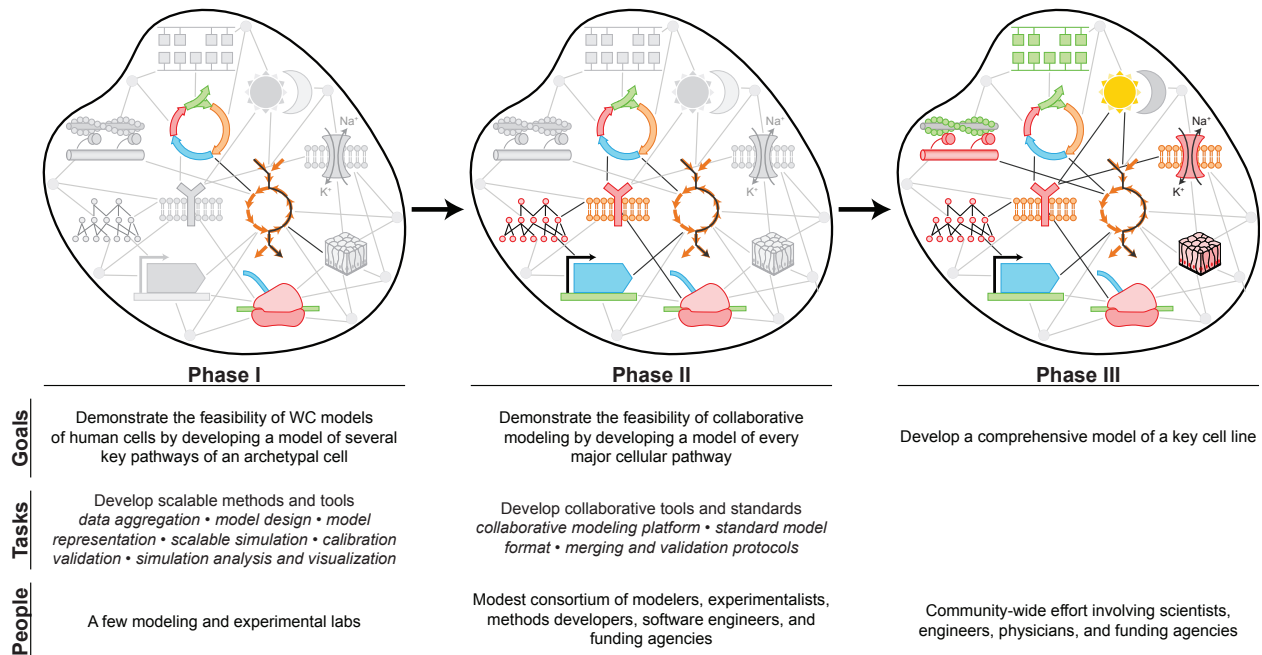 Na⁺
K⁺
Na⁺
K⁺
Na⁺
K⁺
Phase I
Phase II
Phase III
Goals
Demonstrate the feasibility of WC models
of human cells by developing a model of several
key pathways of an archetypal cell
Demonstrate the feasibility of collaborative
modeling by developing a model of every
major cellular pathway
Develop a comprehensive model of a key cell line
Tasks
Develop scalable methods and tools
data aggregation • model design • model
representation • scalable simulation • calibration
validation • simulation analysis and visualization
Develop collaborative tools and standards
collaborative modeling platform • standard model
format • merging and validation protocols
People
A few modeling and experimental labs
Modest consortium of modelers, experimentalists,
methods developers, software engineers, and
funding agencies
Community-wide effort involving scientists,
engineers, physicians, and funding agencies